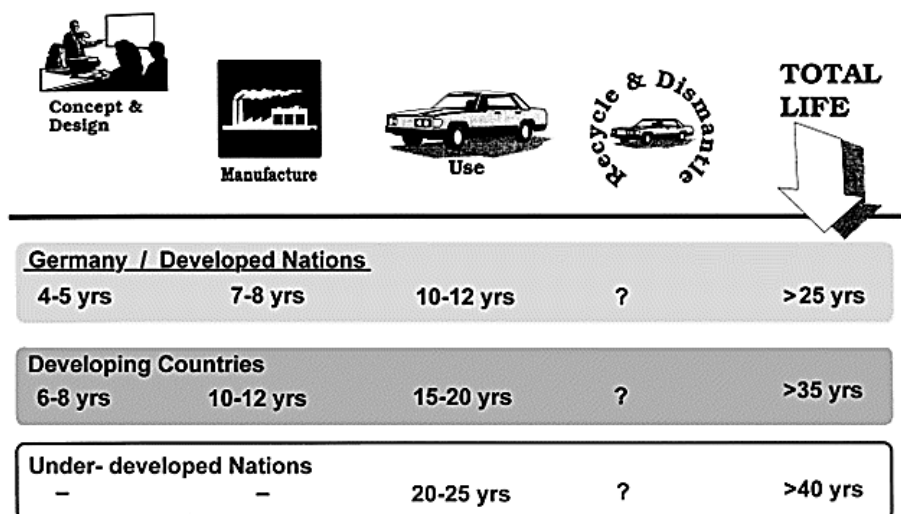 Concept &
Design
Manufacture
Use
Recycle & Dismantle
TOTAL
LIFE
Germany / Developed Nations
4-5 yrs 7-8 yrs 10-12 yrs ? >25 yrs
Developing Countries
6-8 yrs 10-12 yrs 15-20 yrs ? >35 yrs
Under- developed Nations
– – 20-25 yrs ? >40 yrs